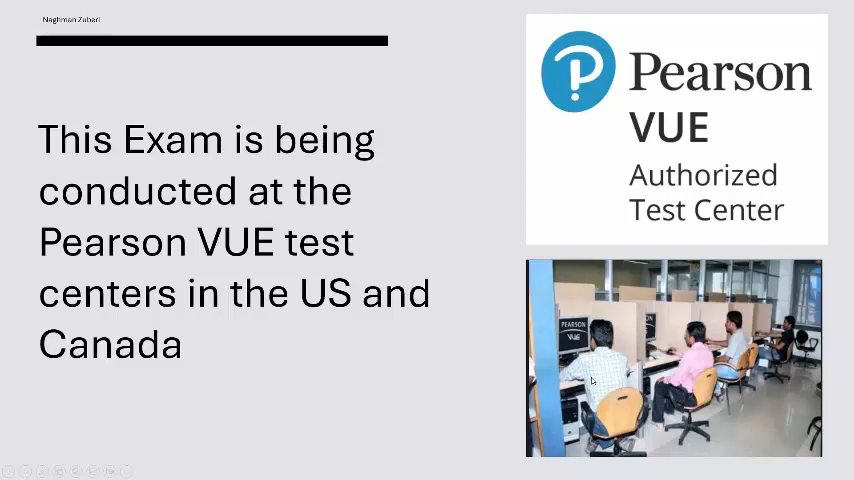 Naghman Zuberi
This Exam is being
conducted at the
Pearson VUE test
centers in the US and
Canada
Pearson
VUE
Authorized
Test Center
PEARSON
VUE